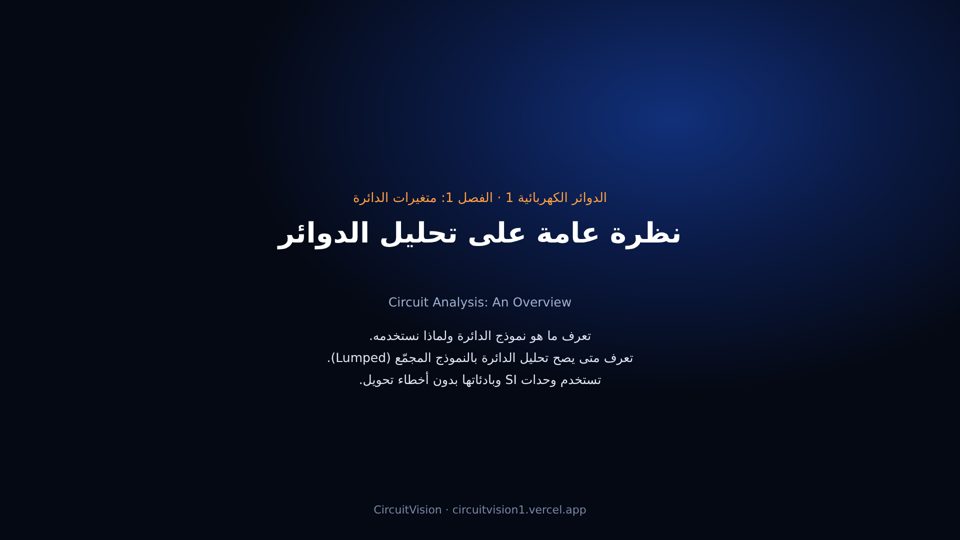 الدوائر الكهربائية 1 · الفصل 1: متغيرات الدائرة
نظرة عامة على تحليل الدوائر
Circuit Analysis: An Overview
تعرف ما هو نموذج الدائرة ولماذا نستخدمه.
تعرف متى يصح تحليل الدائرة بالنموذج المجمّع (Lumped).
تستخدم وحدات SI وبادئاتها بدون أخطاء تحويل.
CircuitVision · circuitvision1.vercel.app